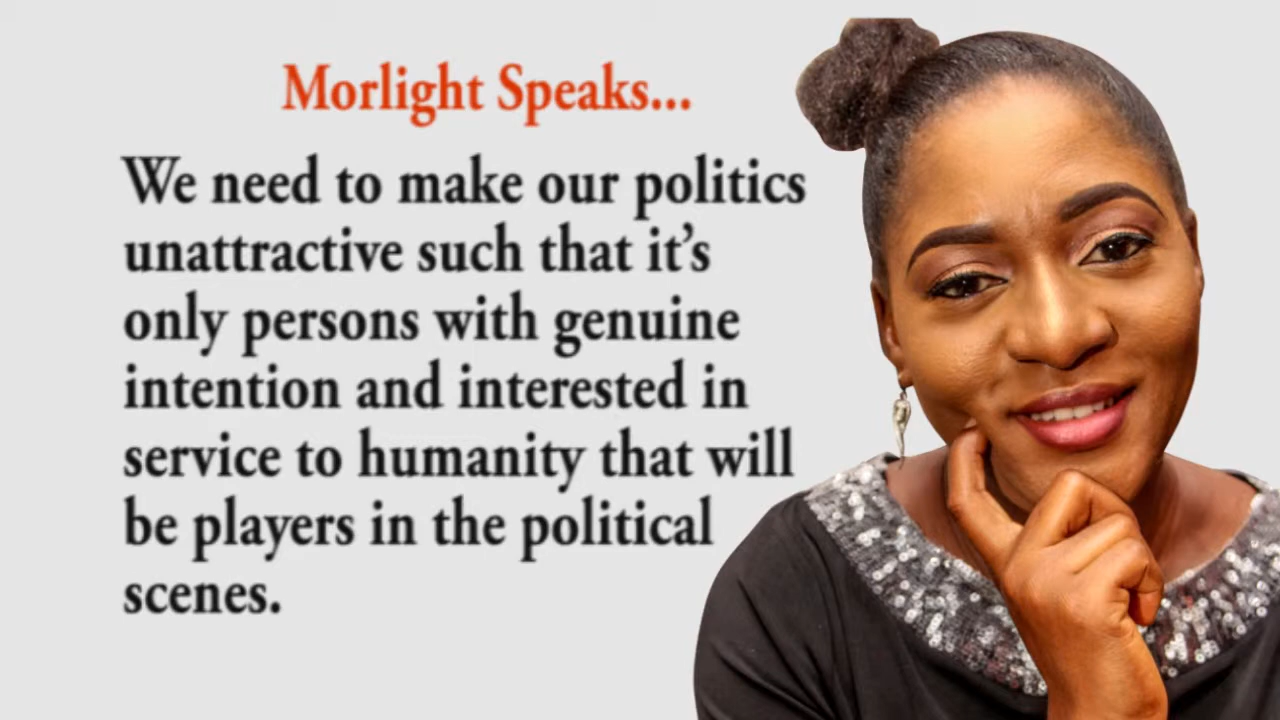 Morlight Speaks...
We need to make our politics
unattractive such that it’s
only persons with genuine
intention and interested in
service to humanity that will
be players in the political
scenes.